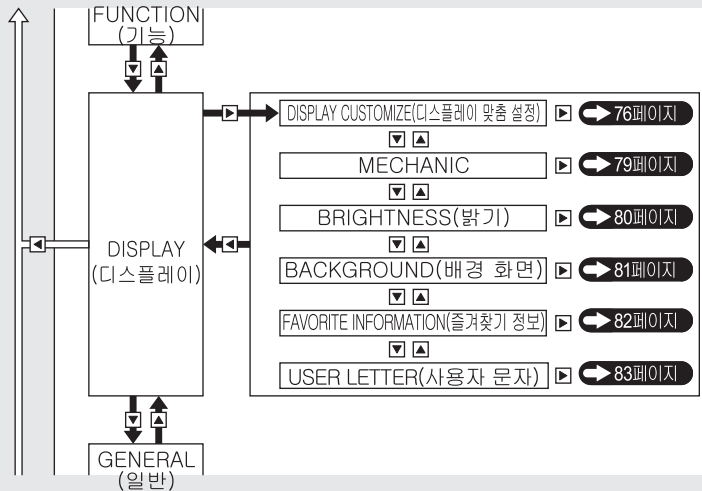 FUNCTION
(기능)
DISPLAY CUSTOMIZE(디스플레이 맞춤 설정)
76페이지
MECHANIC
79페이지
BRIGHTNESS(밝기)
80페이지
DISPLAY
(디스플레이)
BACKGROUND(배경 화면)
81페이지
FAVORITE INFORMATION(즐겨찾기 정보)
82페이지
USER LETTER(사용자 문자)
83페이지
GENERAL
(일반)